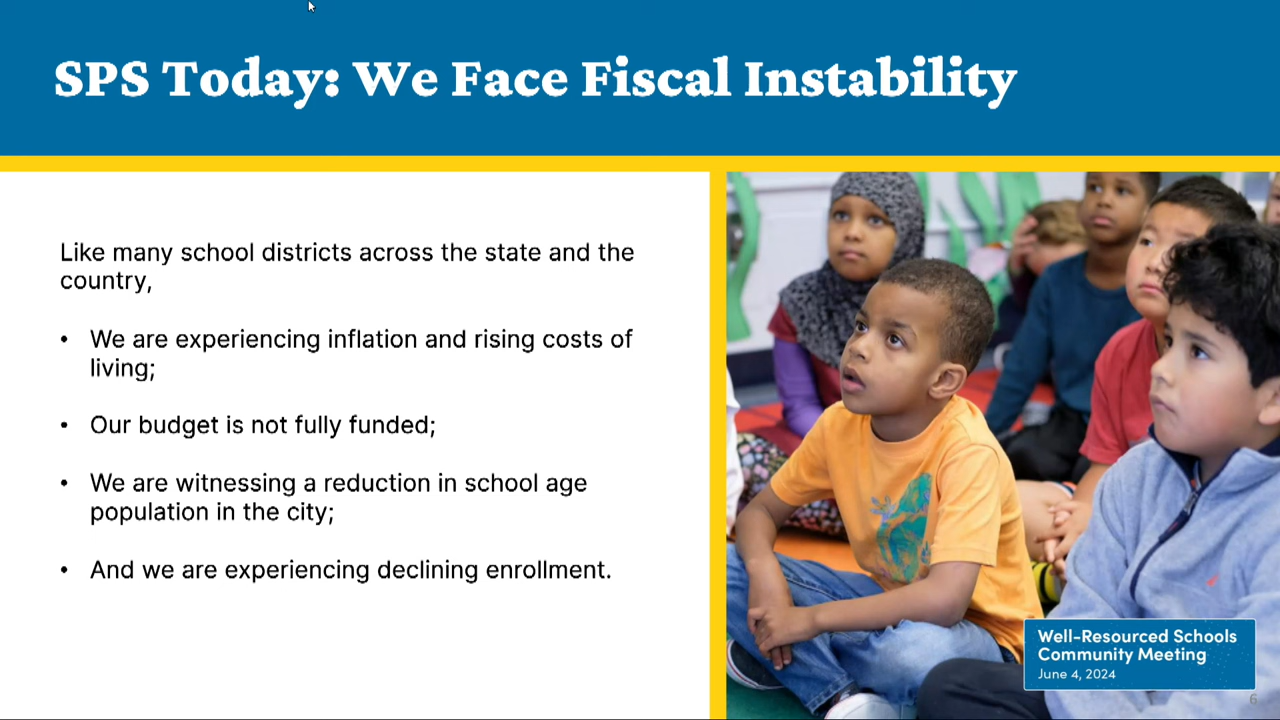 SPS Today: We Face Fiscal Instability
Like many school districts across the state and the
country,
• We are experiencing inflation and rising costs of
living;
• Our budget is not fully funded;
• We are witnessing a reduction in school age
population in the city;
• And we are experiencing declining enrollment.
Well-Resourced Schools
Community Meeting
June 4, 2024
6